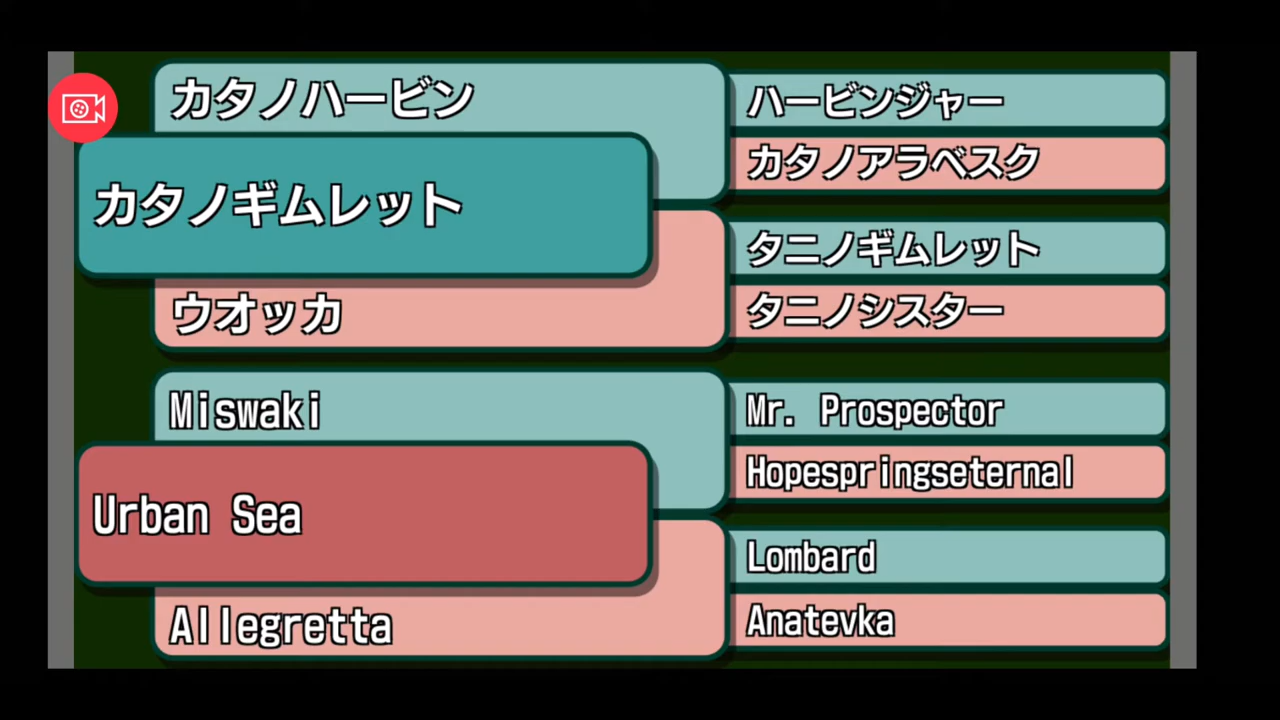 カタノハービン
ハービンジャー
カタノアラベスク
カタノギムレット
タニノギムレット
ウオッカ
タニノシスター
Miswaki
Mr. Prospector
Hopespringseternal
Urban Sea
Lombard
Allegretta
Anatevka